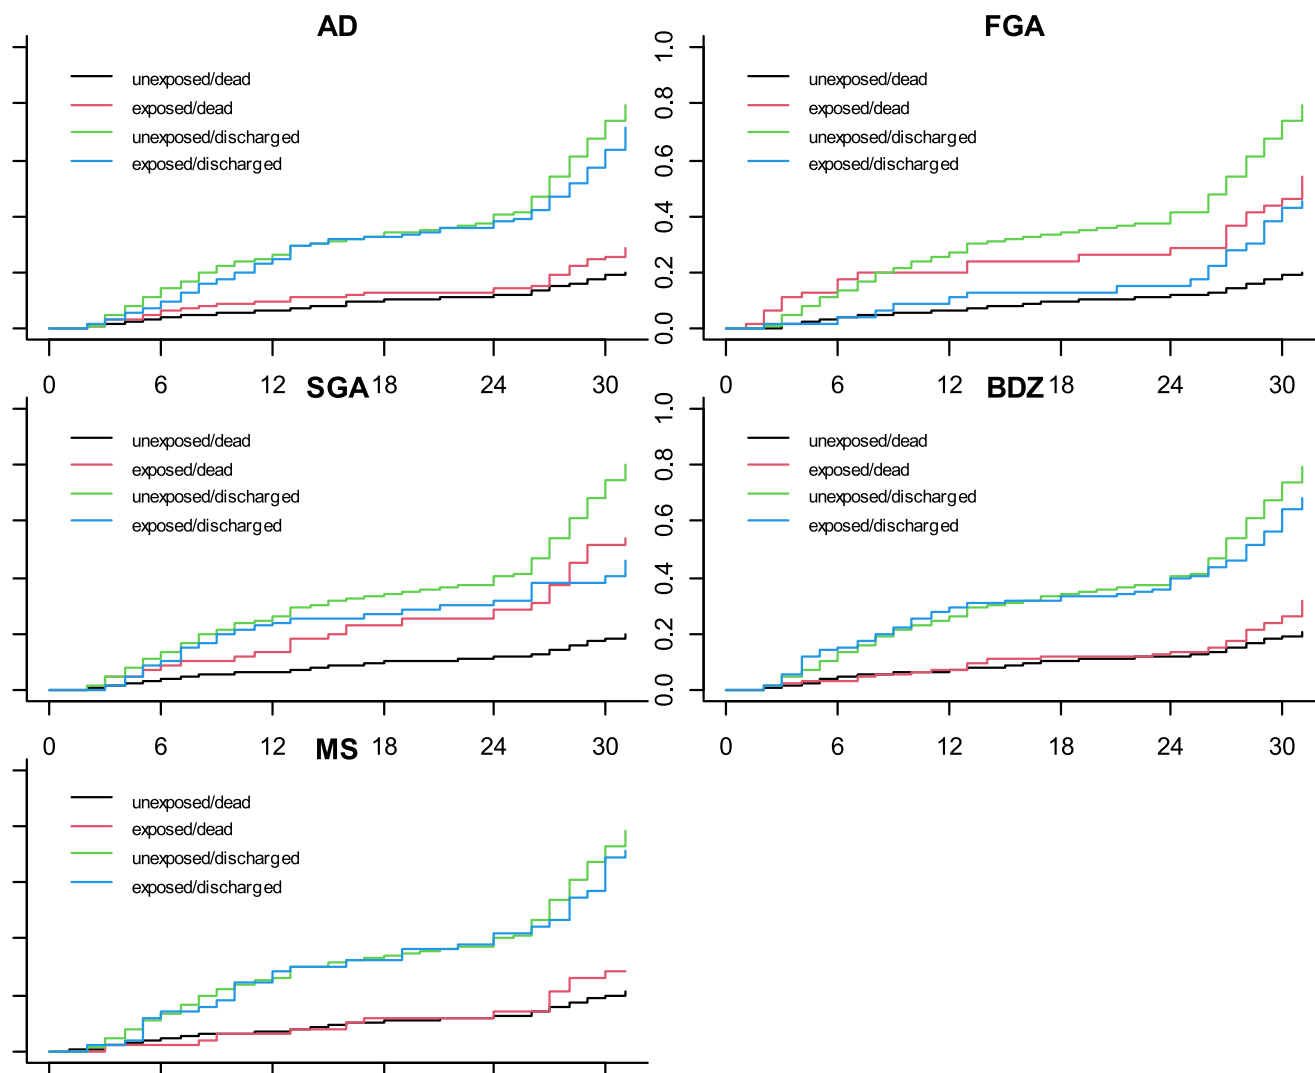 AD
unexposed/dead
exposed/dead
unexposed/discharged
exposed/discharged
0 6 12 18 24 30
FGA
1.0
0.8
0.6
0.4
0.2
0.0
unexposed/dead
exposed/dead
unexposed/discharged
exposed/discharged
0 6 12 18 24 30
SGA
unexposed/dead
exposed/dead
unexposed/discharged
exposed/discharged
0 6 12 18 24 30
BDZ
1.0
0.8
0.6
0.4
0.2
0.0
unexposed/dead
exposed/dead
unexposed/discharged
exposed/discharged
0 6 12 18 24 30
MS
unexposed/dead
exposed/dead
unexposed/discharged
exposed/discharged